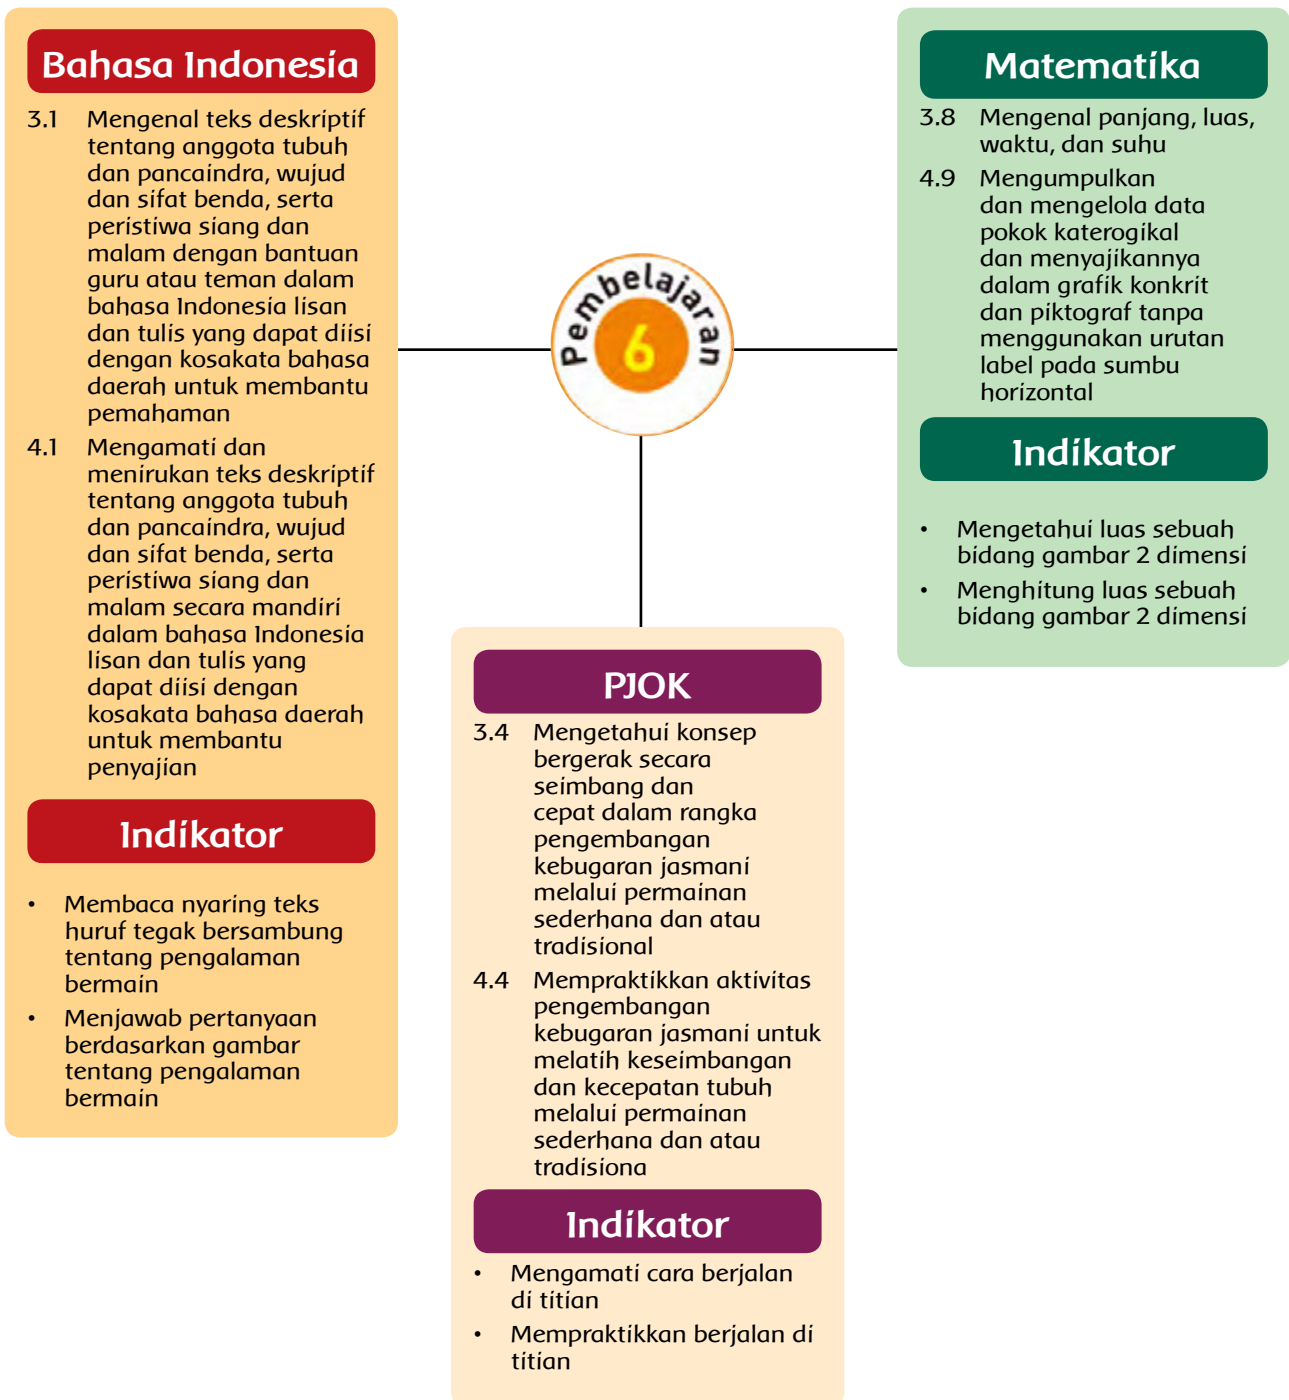 Bahasa Indonesia
3.1 Mengenal teks deskriptif
tentang anggota tubuh
dan pancaindra, wujud
dan sifat benda, serta
peristiwa siang dan
malam dengan bantuan
guru atau teman dalam
bahasa Indonesia lisan
dan tulis yang dapat diisi
dengan kosakata bahasa
daerah untuk membantu
pemahaman
4.1 Mengamati dan
menirukan teks deskriptif
tentang anggota tubuh
dan pancaindra, wujud
dan sifat benda, serta
peristiwa siang dan
malam secara mandiri
dalam bahasa Indonesia
lisan dan tulis yang
dapat diisi dengan
kosakata bahasa daerah
untuk membantu
penyajian
Indikator
• Membaca nyaring teks
huruf tegak bersambung
tentang pengalaman
bermain
• Menjawab pertanyaan
berdasarkan gambar
tentang pengalaman
bermain
Pembelajaran
6
Matematika
3.8 Mengenal panjang, luas,
waktu, dan suhu
4.9 Mengumpulkan
dan mengelola data
pokok katerogikal
dan menyajikannya
dalam grafik konkrit
dan piktograf tanpa
menggunakan urutan
label pada sumbu
horizontal
Indikator
• Mengetahui luas sebuah
bidang gambar 2 dimensi
• Menghitung luas sebuah
bidang gambar 2 dimensi
PJOK
3.4 Mengetahui konsep
bergerak secara
seimbang dan
cepat dalam rangka
pengembangan
kebugaran jasmani
melalui permainan
sederhana dan atau
tradisional
4.4 Mempraktikkan aktivitas
pengembangan
kebugaran jasmani untuk
melatih keseimbangan
dan kecepatan tubuh
melalui permainan
sederhana dan atau
tradisiona
Indikator
• Mengamati cara berjalan
di titian
• Mempraktikkan berjalan di
titian